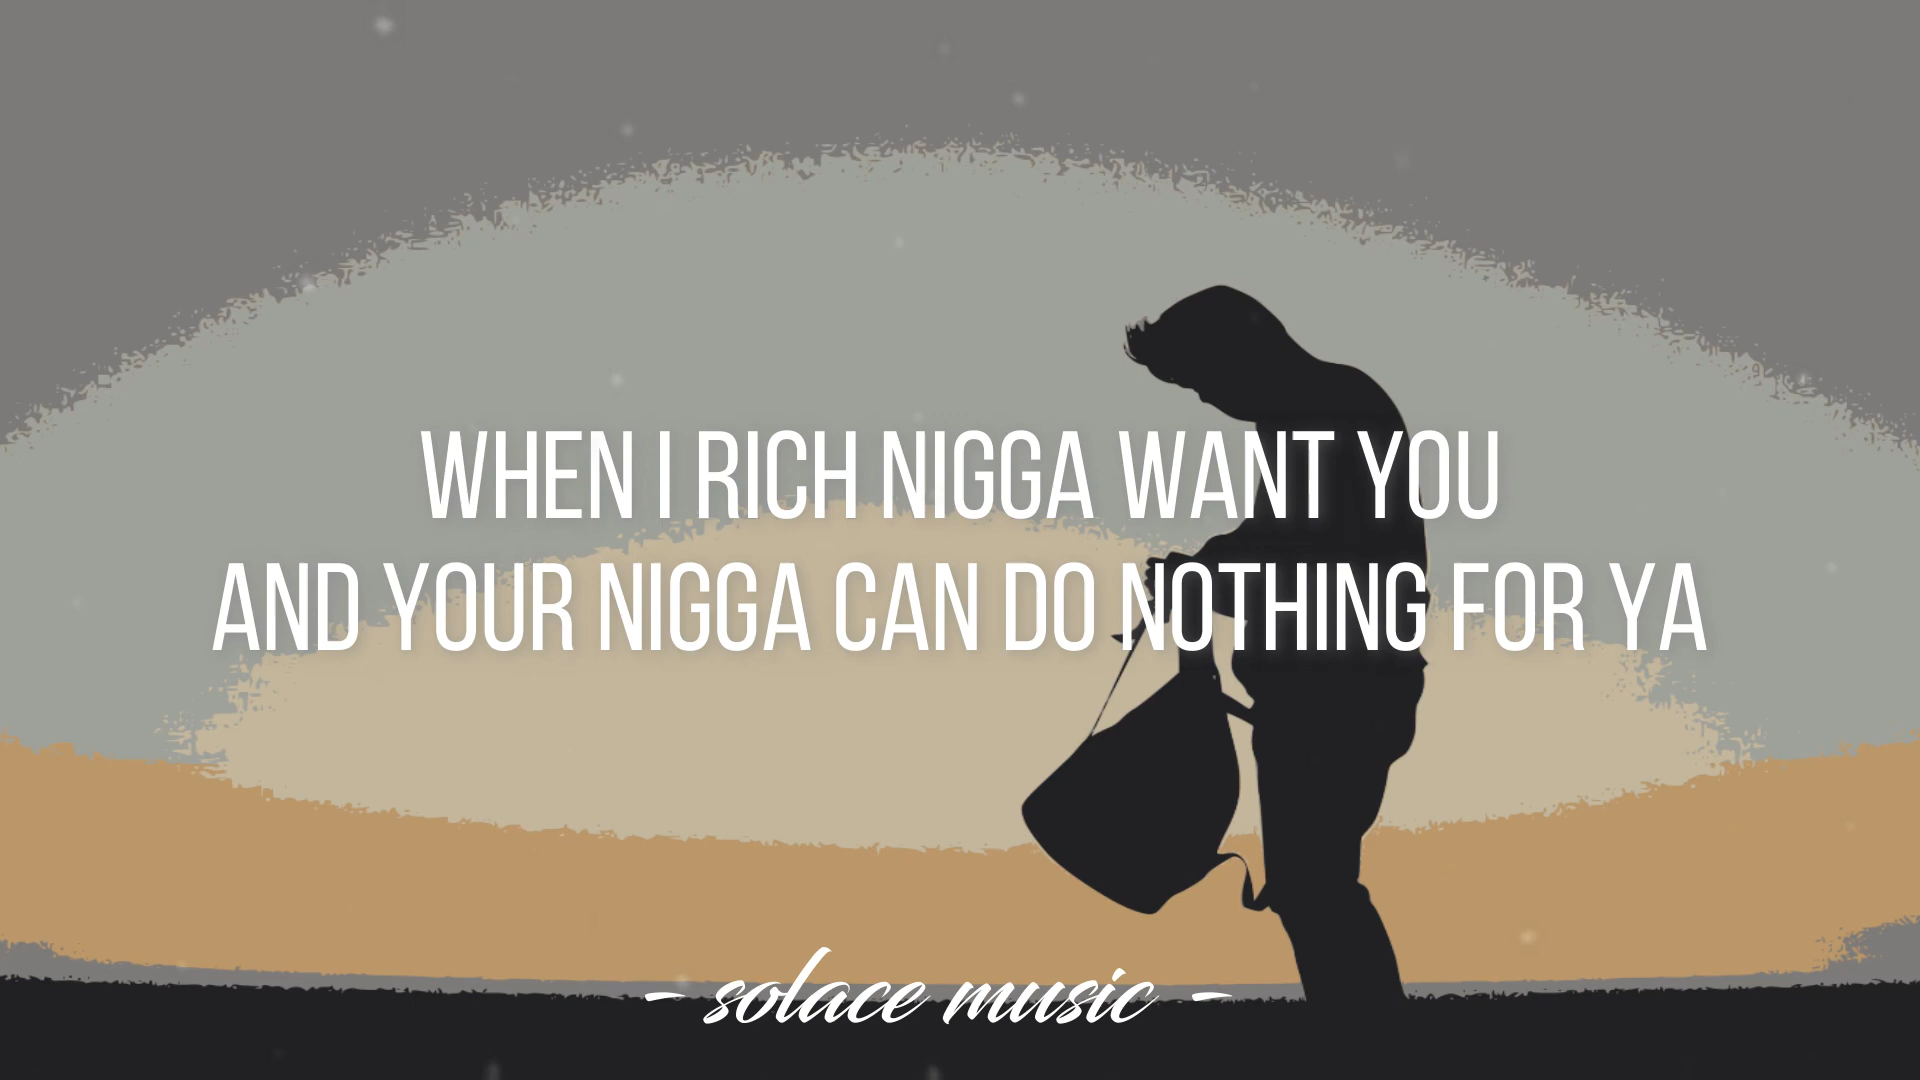 WHEN I RICH NIGGA WANT YOU
AND YOUR NIGGA CAN DO NOTHING FOR YA
- solace music -